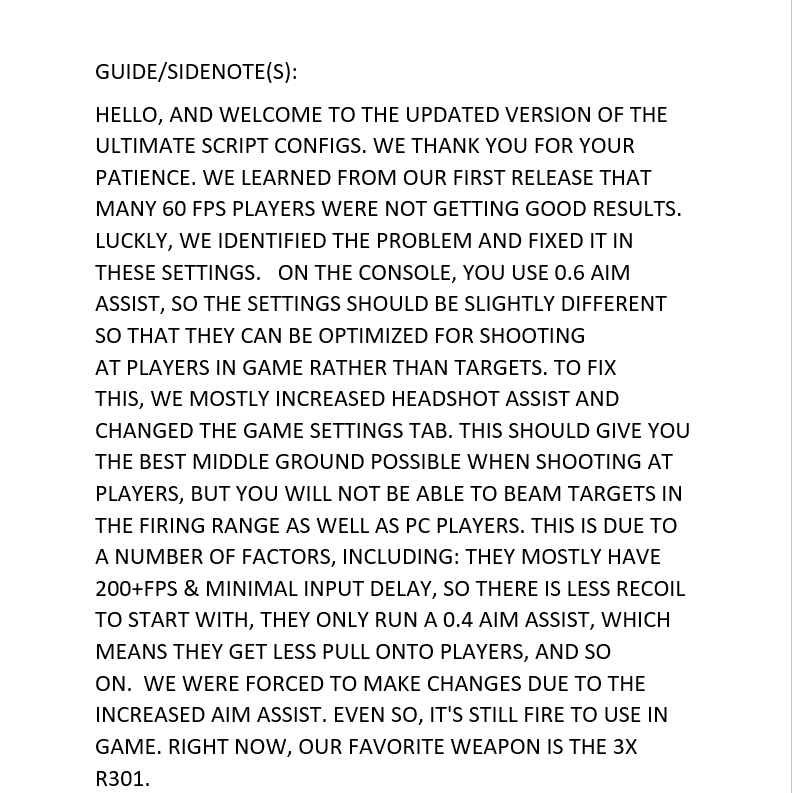 GUIDE/SIDENOTE(S):
HELLO, AND WELCOME TO THE UPDATED VERSION OF THE
ULTIMATE SCRIPT CONFIGS. WE THANK YOU FOR YOUR
PATIENCE. WE LEARNED FROM OUR FIRST RELEASE THAT
MANY 60 FPS PLAYERS WERE NOT GETTING GOOD RESULTS.
LUCKLY, WE IDENTIFIED THE PROBLEM AND FIXED IT IN
THESE SETTINGS.   ON THE CONSOLE, YOU USE 0.6 AIM
ASSIST, SO THE SETTINGS SHOULD BE SLIGHTLY DIFFERENT
SO THAT THEY CAN BE OPTIMIZED FOR SHOOTING
AT PLAYERS IN GAME RATHER THAN TARGETS. TO FIX
THIS, WE MOSTLY INCREASED HEADSHOT ASSIST AND
CHANGED THE GAME SETTINGS TAB. THIS SHOULD GIVE YOU
THE BEST MIDDLE GROUND POSSIBLE WHEN SHOOTING AT
PLAYERS, BUT YOU WILL NOT BE ABLE TO BEAM TARGETS IN
THE FIRING RANGE AS WELL AS PC PLAYERS. THIS IS DUE TO
A NUMBER OF FACTORS, INCLUDING: THEY MOSTLY HAVE
200+FPS & MINIMAL INPUT DELAY, SO THERE IS LESS RECOIL
TO START WITH, THEY ONLY RUN A 0.4 AIM ASSIST, WHICH
MEANS THEY GET LESS PULL ONTO PLAYERS, AND SO
ON.  WE WERE FORCED TO MAKE CHANGES DUE TO THE
INCREASED AIM ASSIST. EVEN SO, IT'S STILL FIRE TO USE IN
GAME. RIGHT NOW, OUR FAVORITE WEAPON IS THE 3X
R301.